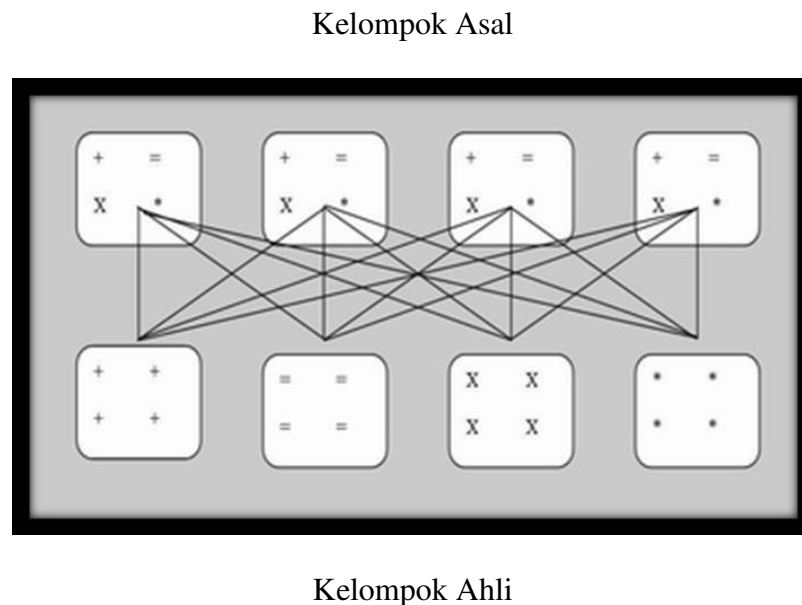 Kelompok Asal
+ = + = + = + =
X * X * X * X *
+ + = = X X * *
+ + = = X X * *
Kelompok Ahli